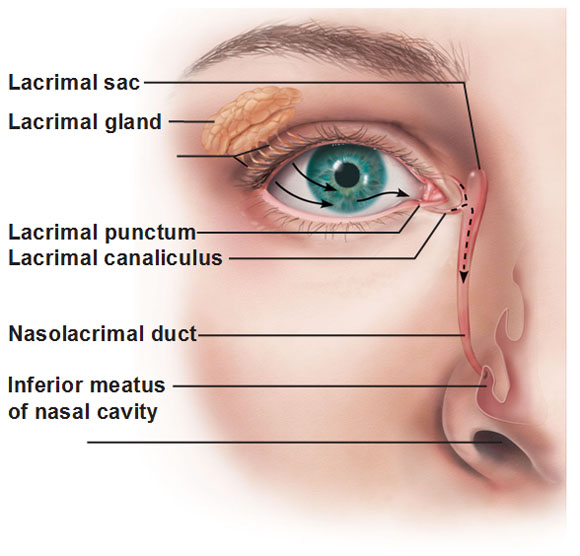 Lacrimal sac
Lacrimal gland
Lacrimal punctum
Lacrimal canaliculus
Nasolacrimal duct
Inferior meatus
of nasal cavity